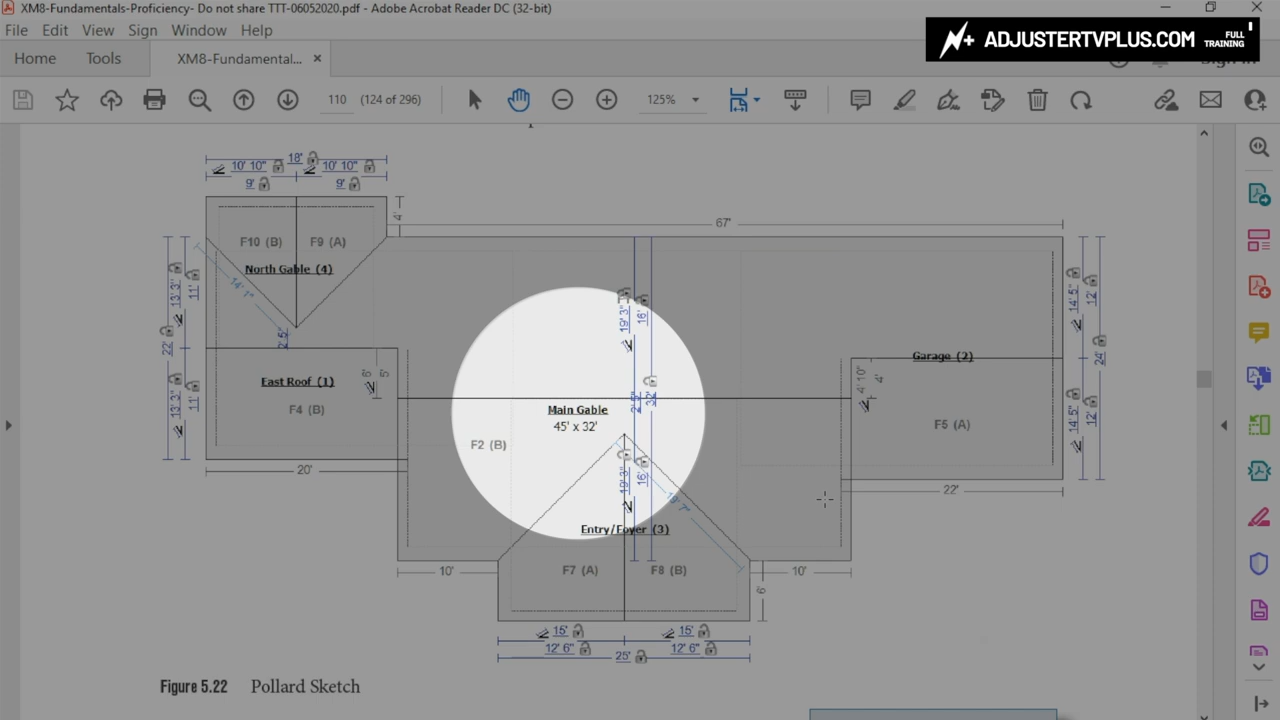 XM8-Fundamentals-Proficiency- Do not share TTT-06052020.pdf - Adobe Acrobat Reader DC (32-bit)
File Edit View Sign Window Help
ADJUSTERTVPLUS.COM FULL TRAINING
Home Tools XM8-Fundamental... ×
110 (124 of 296) 125%
18'
10' 10" 10' 10"
9' 9'
4'
67'
F10 (B) F9 (A)
North Gable (4)
14' 1"
13' 3" 11'
2' 5"
22'
19' 3" 16'
14' 5" 12'
Garage (2)
24'
East Roof (1)
6' 5'
4' 10" 4'
F4 (B)
13' 3" 11'
Main Gable
45' x 32'
2' 5" 32'
F2 (B)
F5 (A)
14' 5" 12'
20'
19' 3" 16'
22'
Entry/Foyer (3)
10' F7 (A) F8 (B) 10'
6'
15' 15'
12' 6" 12' 6"
25'
Figure 5.22 Pollard Sketch